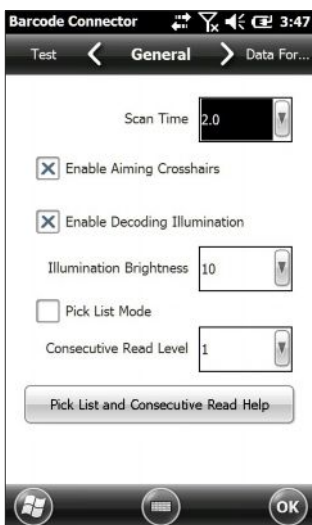 Barcode Connector 3:47
Test General Data For...
Scan Time 2.0
Enable Aiming Crosshairs
Enable Decoding Illumination
Illumination Brightness 10
Pick List Mode
Consecutive Read Level 1
Pick List and Consecutive Read Help
OK